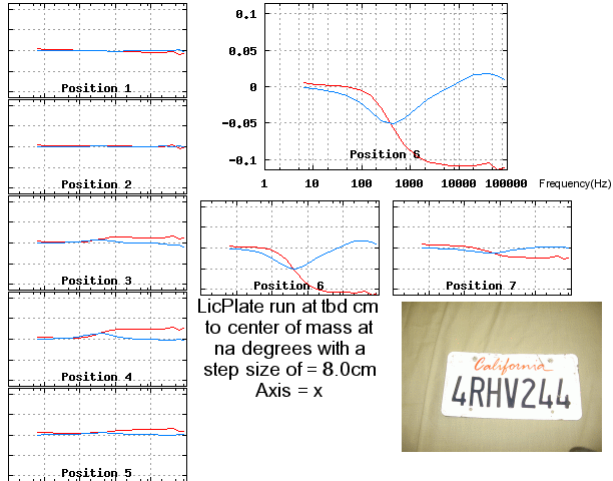 Position 1
Position 2
Position 3
Position 4
Position 5
0.1
0.05
0
-0.05
-0.1
Position 6
1 10 100 1000 10000 100000 Frequency(Hz)
Position 6
Position 7
LicPlate run at tbd cm
to center of mass at
na degrees with a
step size of = 8.0cm
Axis = x
California
4RHV244